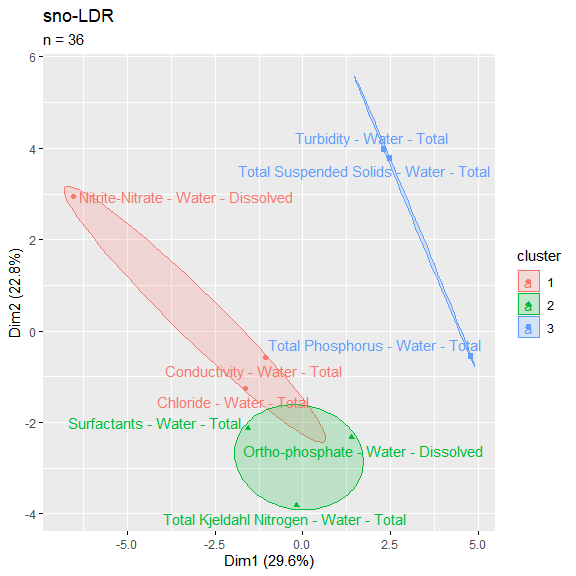 sno-LDR
n = 36
6
Turbidity - Water - Total
4
Total Suspended Solids - Water - Total
Nitrite-Nitrate - Water - Dissolved
2
cluster
1
2
3
Dim2 (22.8%)
0
Total Phosphorus - Water - Total
Conductivity - Water - Total
Chloride - Water - Total
-2
Surfactants - Water - Total
Ortho-phosphate - Water - Dissolved
-4
Total Kjeldahl Nitrogen - Water - Total
-5.0 -2.5 0.0 2.5 5.0
Dim1 (29.6%)